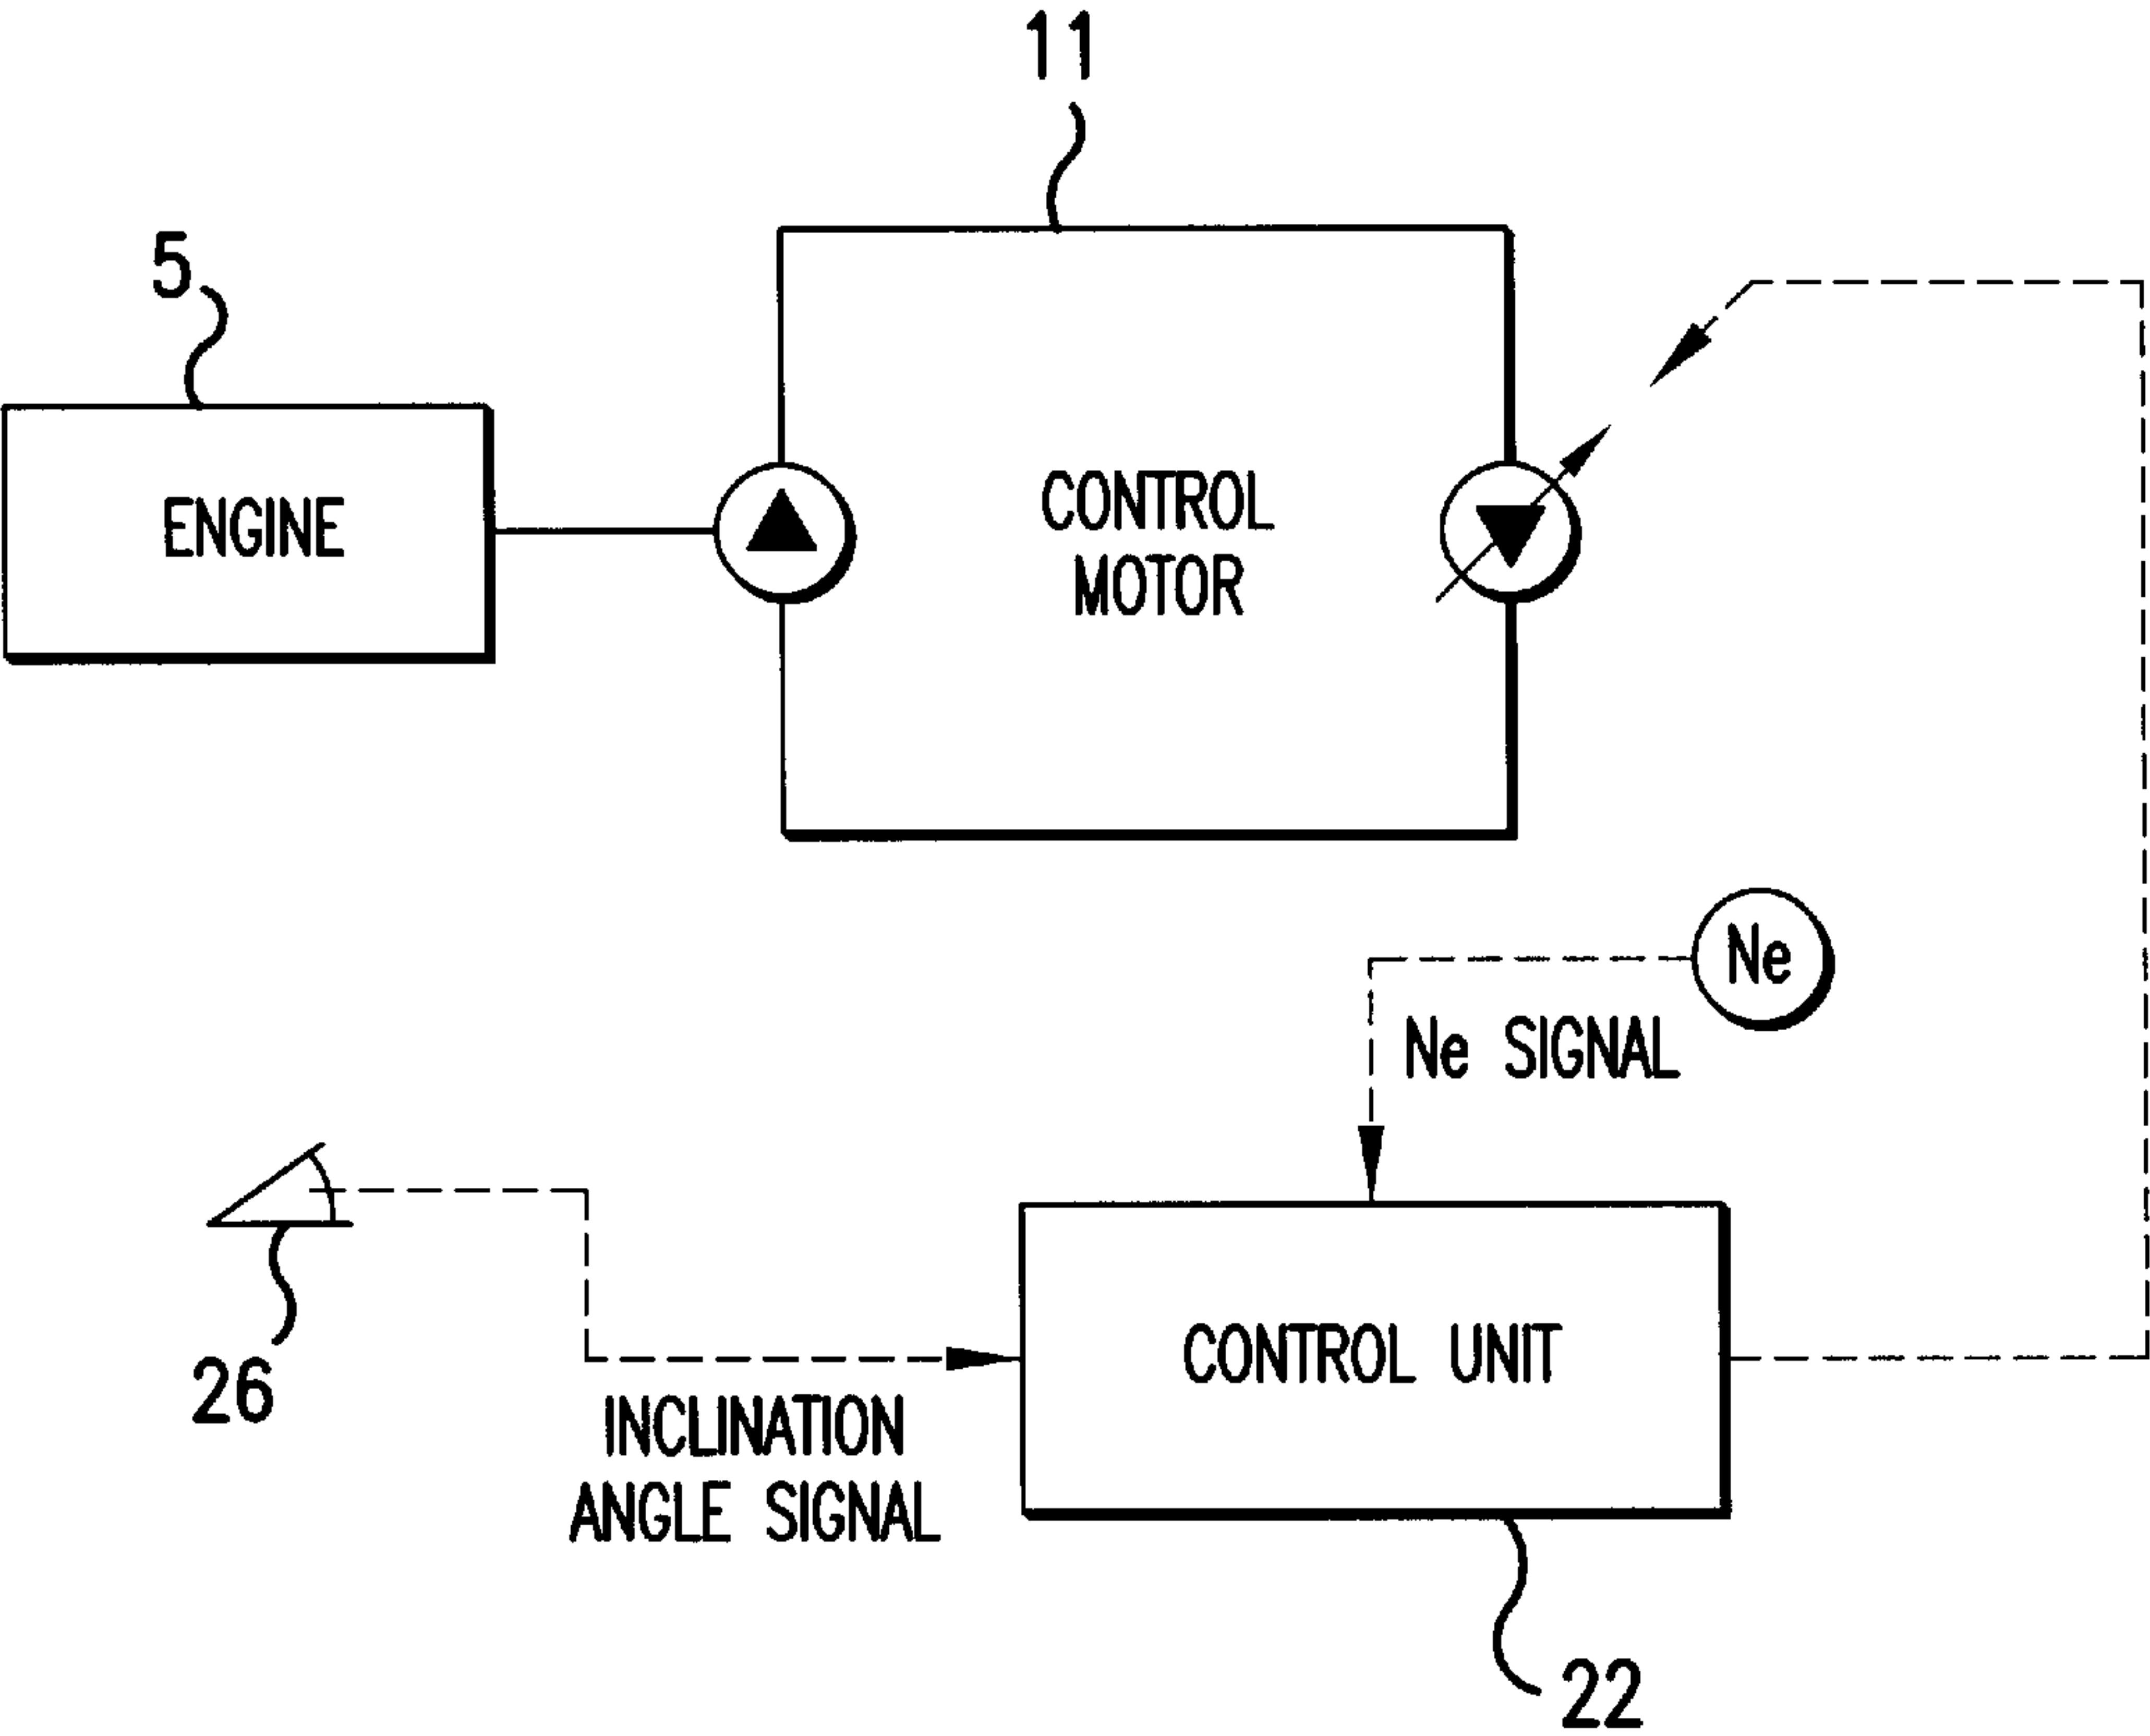 11
5
ENGINE
CONTROL
MOTOR
Ne
Ne SIGNAL
26
INCLINATION
ANGLE SIGNAL
CONTROL UNIT
22